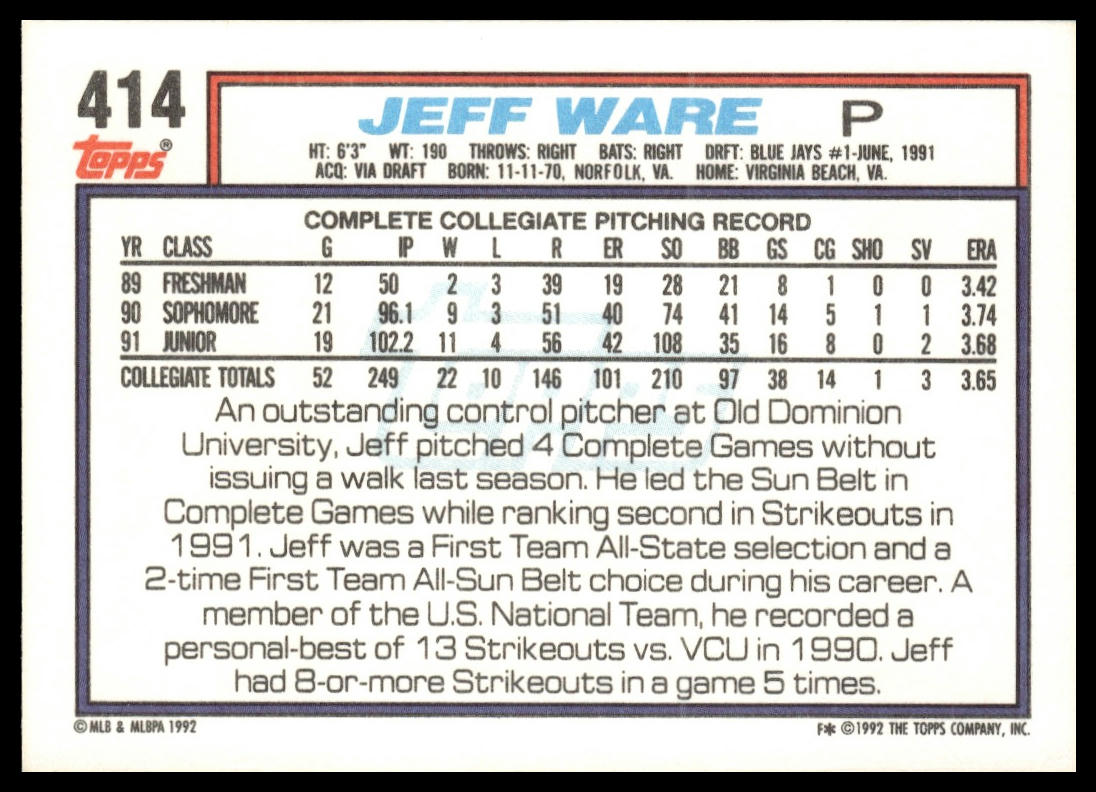 414
topps®
JEFF WARE P
HT: 6'3" WT: 190 THROWS: RIGHT BATS: RIGHT DRFT: BLUE JAYS #1-JUNE, 1991
ACQ: VIA DRAFT BORN: 11-11-70, NORFOLK, VA. HOME: VIRGINIA BEACH, VA.
COMPLETE COLLEGIATE PITCHING RECORD
YR CLASS G IP W L R ER SO BB GS CG SHO SV ERA
89 FRESHMAN 12 50 2 3 39 19 28 21 8 1 0 0 3.42
90 SOPHOMORE 21 96.1 9 3 51 40 74 41 14 5 1 1 3.74
91 JUNIOR 19 102.2 11 4 56 42 108 35 16 8 0 2 3.68
COLLEGIATE TOTALS 52 249 22 10 146 101 210 97 38 14 1 3 3.65
An outstanding control pitcher at Old Dominion
University, Jeff pitched 4 Complete Games without
issuing a walk last season. He led the Sun Belt in
Complete Games while ranking second in Strikeouts in
1991. Jeff was a First Team All-State selection and a
2-time First Team All-Sun Belt choice during his career. A
member of the U.S. National Team, he recorded a
personal-best of 13 Strikeouts vs. VCU in 1990. Jeff
had 8-or-more Strikeouts in a game 5 times.
© MLB & MLBPA 1992
F✻ © 1992 THE TOPPS COMPANY, INC.